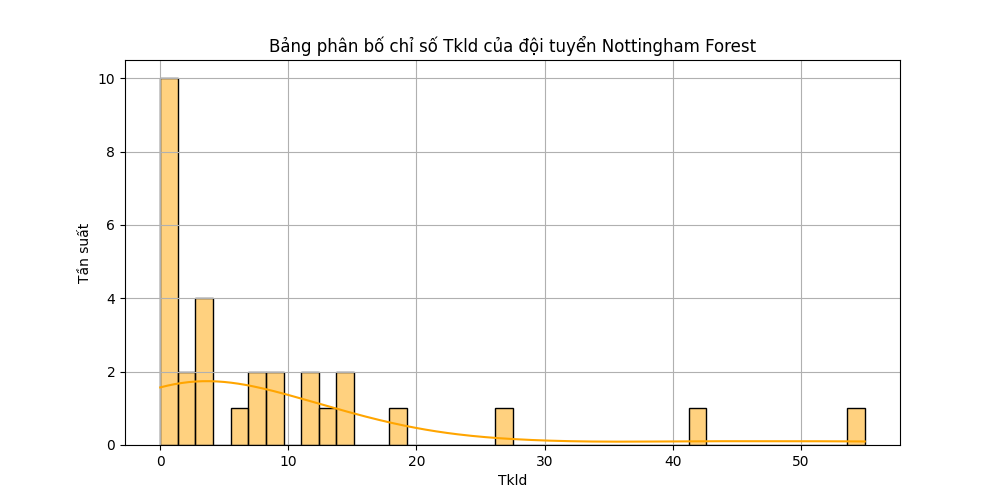 Bảng phân bố chỉ số Tkld của đội tuyển Nottingham Forest
Tần suất
10
8
6
4
2
0
0 10 20 30 40 50
Tkld